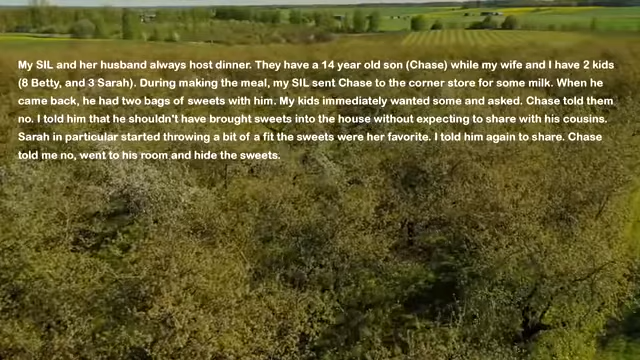 My SIL and her husband always host dinner. They have a 14 year old son (Chase) while my wife and I have 2 kids
(8 Betty, and 3 Sarah). During making the meal, my SIL sent Chase to the corner store for some milk. When he
came back, he had two bags of sweets with him. My kids immediately wanted some and asked. Chase told them
no. I told him that he shouldn't have brought sweets into the house without expecting to share with his cousins.
Sarah in particular started throwing a bit of a fit the sweets were her favorite. I told him again to share. Chase
told me no, went to his room and hide the sweets.